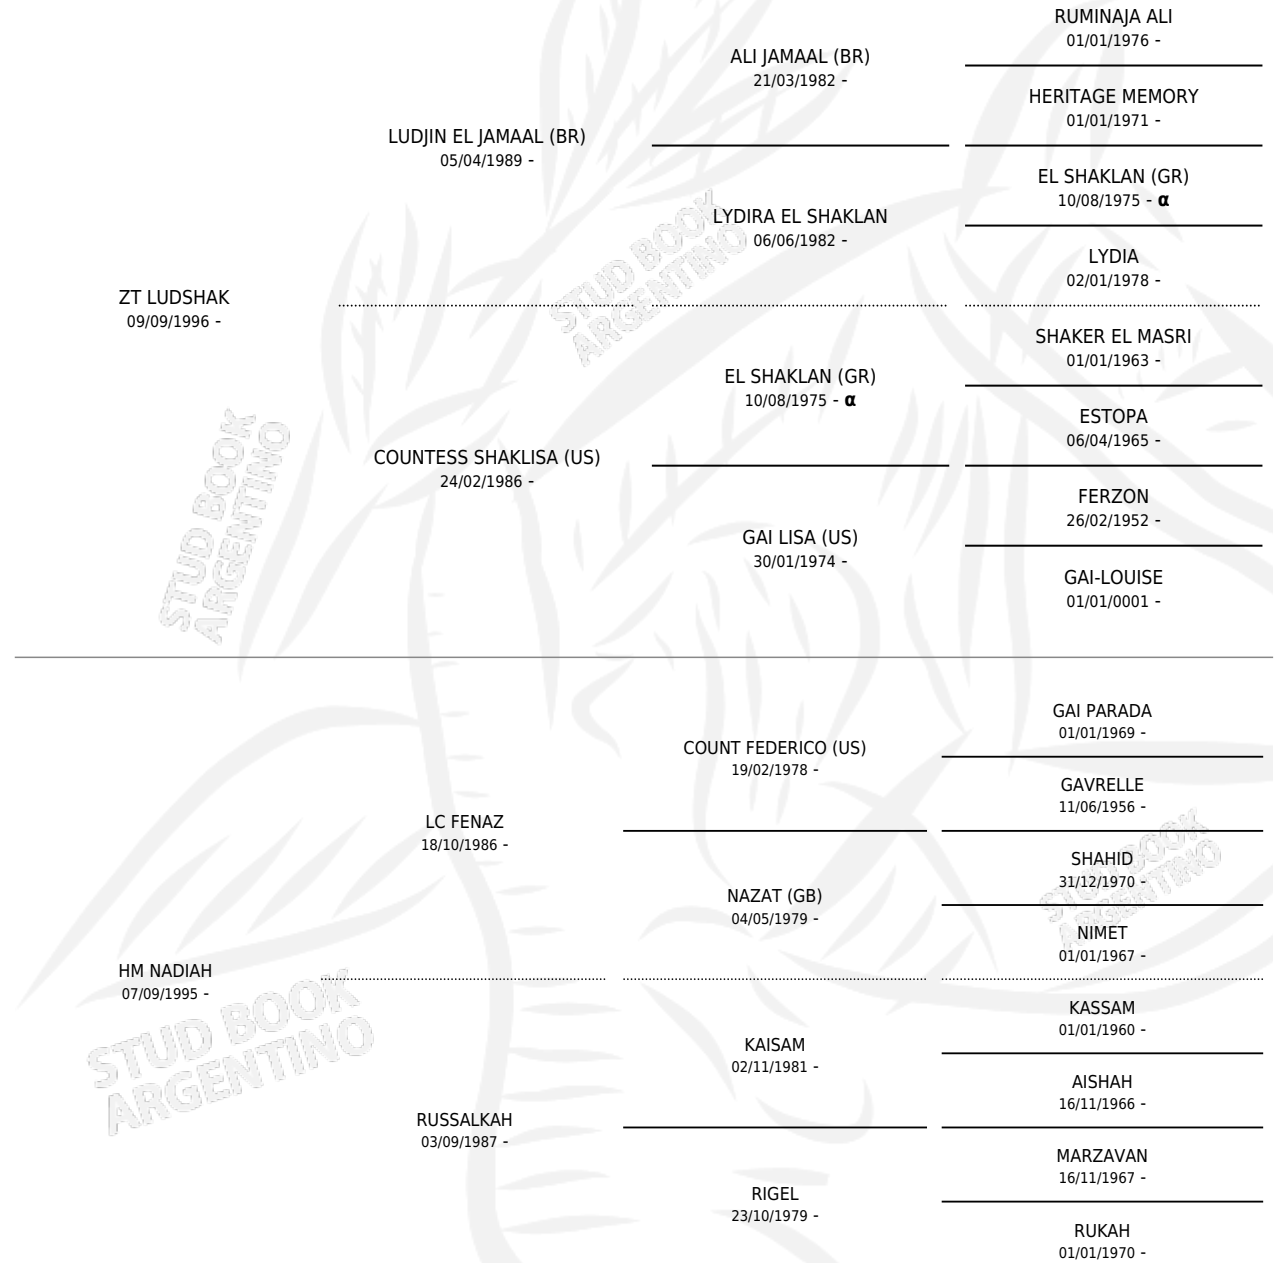 RUMINAJA ALI
01/01/1976 -
ALI JAMAAL (BR)
21/03/1982 -
HERITAGE MEMORY
01/01/1971 -
LUDJIN EL JAMAAL (BR)
05/04/1989 -
EL SHAKLAN (GR)
10/08/1975 - α
LYDIRA EL SHAKLAN
06/06/1982 -
LYDIA
02/01/1978 -
ZT LUDSHAK
09/09/1996 -
SHAKER EL MASRI
01/01/1963 -
EL SHAKLAN (GR)
10/08/1975 - α
ESTOPA
06/04/1965 -
COUNTESS SHAKLISA (US)
24/02/1986 -
FERZON
26/02/1952 -
GAI LISA (US)
30/01/1974 -
GAI-LOUISE
01/01/0001 -
GAI PARADA
01/01/1969 -
COUNT FEDERICO (US)
19/02/1978 -
GAVRELLE
11/06/1956 -
LC FENAZ
18/10/1986 -
SHAHID
31/12/1970 -
NAZAT (GB)
04/05/1979 -
NIMET
01/01/1967 -
HM NADIAH
07/09/1995 -
KASSAM
01/01/1960 -
KAISAM
02/11/1981 -
AISHAH
16/11/1966 -
RUSSALKAH
03/09/1987 -
MARZAVAN
16/11/1967 -
RIGEL
23/10/1979 -
RUKAH
01/01/1970 -
STUD BOOK
ARGENTINO
STUD BOOK
ARGENTINO
STUD BOOK
ARGENTINO
STUD BOOK
ARGENTINO